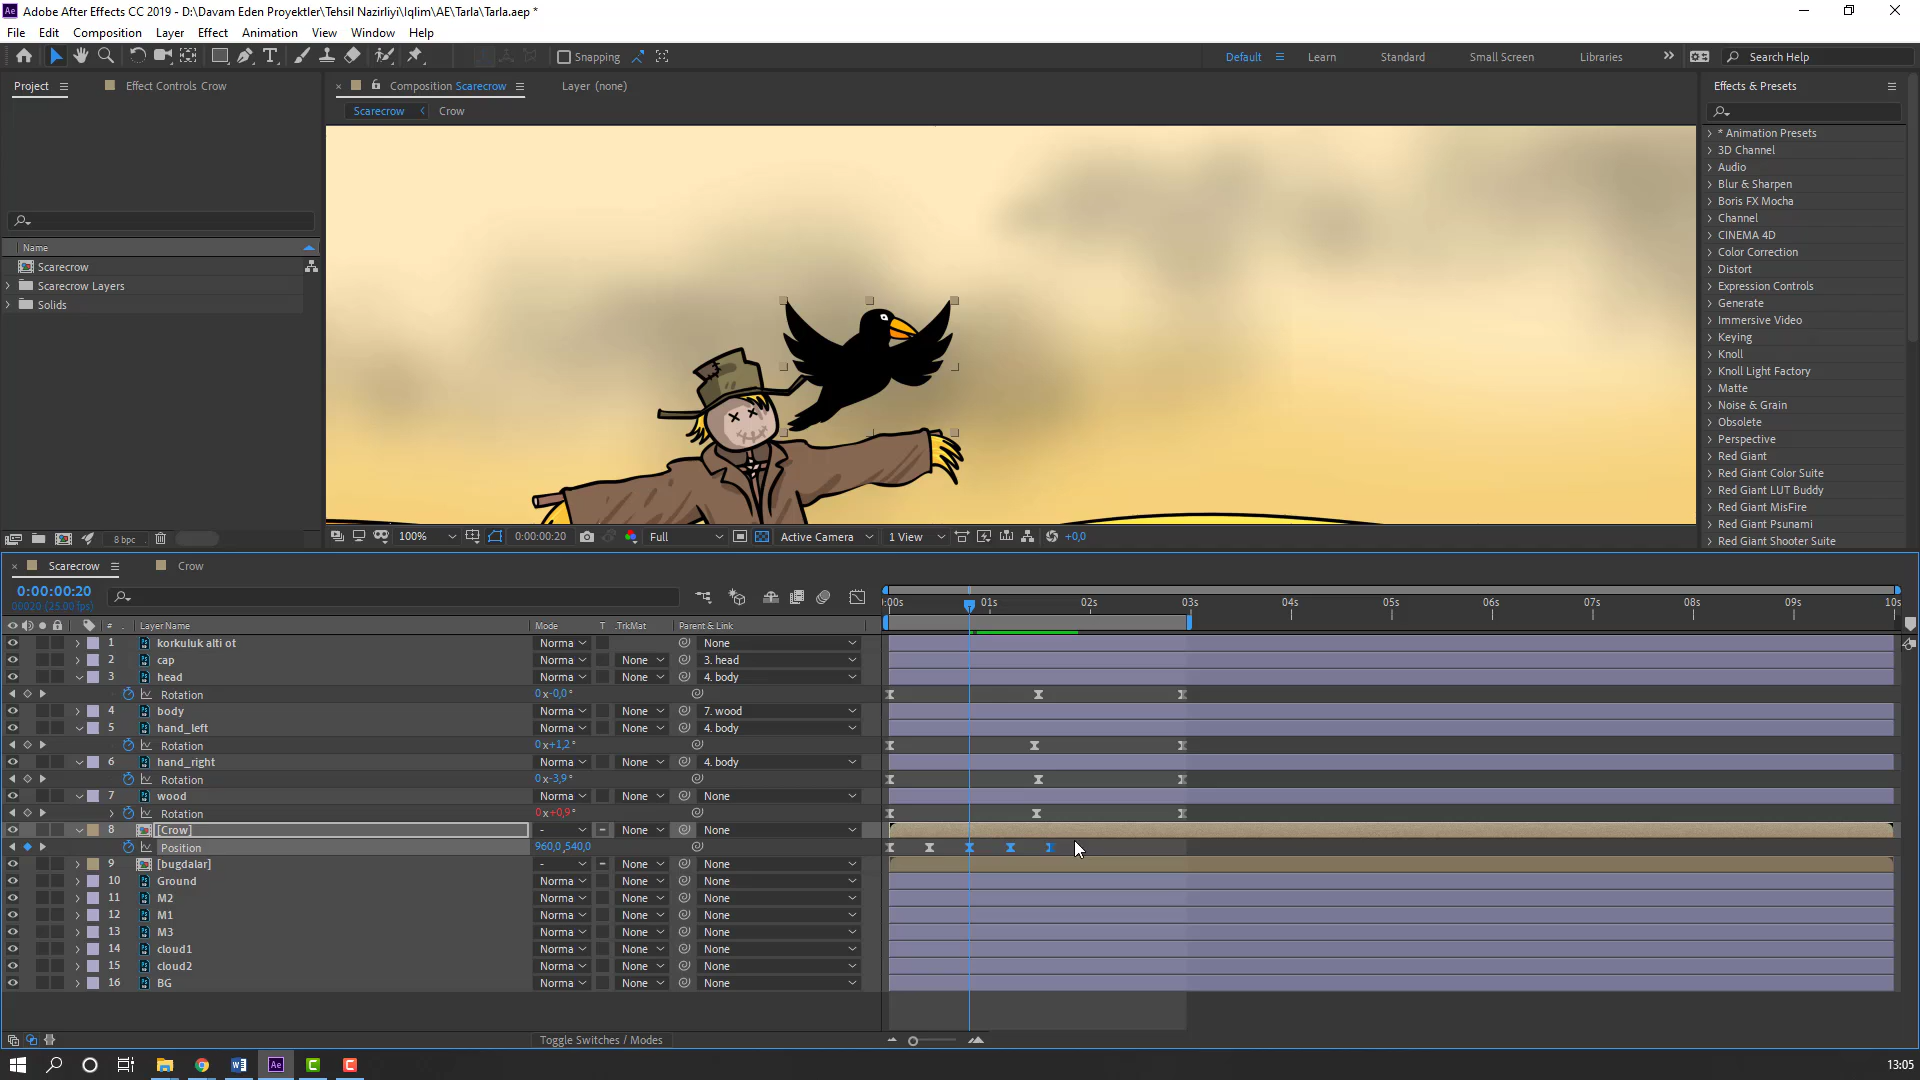 Adobe After Effects CC 2019 - D:\Davam Eden Proyektler\Tehsil Nazirliyi\Iqlim\AE\Tarla\Tarla.aep *
File Edit Composition Layer Effect Animation View Window Help
Snapping Default Learn Standard Small Screen Libraries Search Help
Project Effect Controls Crow Composition Scarecrow Layer (none) Effects & Presets
Scarecrow Crow
* Animation Presets
3D Channel
Audio
Blur & Sharpen
Boris FX Mocha
Channel
CINEMA 4D
Color Correction
Distort
Expression Controls
Generate
Immersive Video
Keying
Knoll
Knoll Light Factory
Matte
Noise & Grain
Obsolete
Perspective
Red Giant
Red Giant Color Suite
Red Giant LUT Buddy
Red Giant MisFire
Red Giant Psunami
Red Giant Shooter Suite
Name
Scarecrow
Scarecrow Layers
Solids
8 bpc 100% 0:00:00:20 Full Active Camera 1 View +0,0
Scarecrow Crow
0:00:00:20
00020 (25.00 fps)
:00s 01s 02s 03s 04s 05s 06s 07s 08s 09s 10s
# Layer Name Mode T .TrkMat Parent & Link
1 korkuluk alti ot Norma None
2 cap Norma None 3. head
3 head Norma None 4. body
Rotation 0x-0,0°
4 body Norma None 7. wood
5 hand_left Norma None 4. body
Rotation 0x+1,2°
6 hand_right Norma None 4. body
Rotation 0x-3,9°
7 wood Norma None None
Rotation 0x+0,9°
8 [Crow] - None None
Position 960,0,540,0
9 [bugdalar] - None None
10 Ground Norma None None
11 M2 Norma None None
12 M1 Norma None None
13 M3 Norma None None
14 cloud1 Norma None None
15 cloud2 Norma None None
16 BG Norma None None
Toggle Switches / Modes
13:05